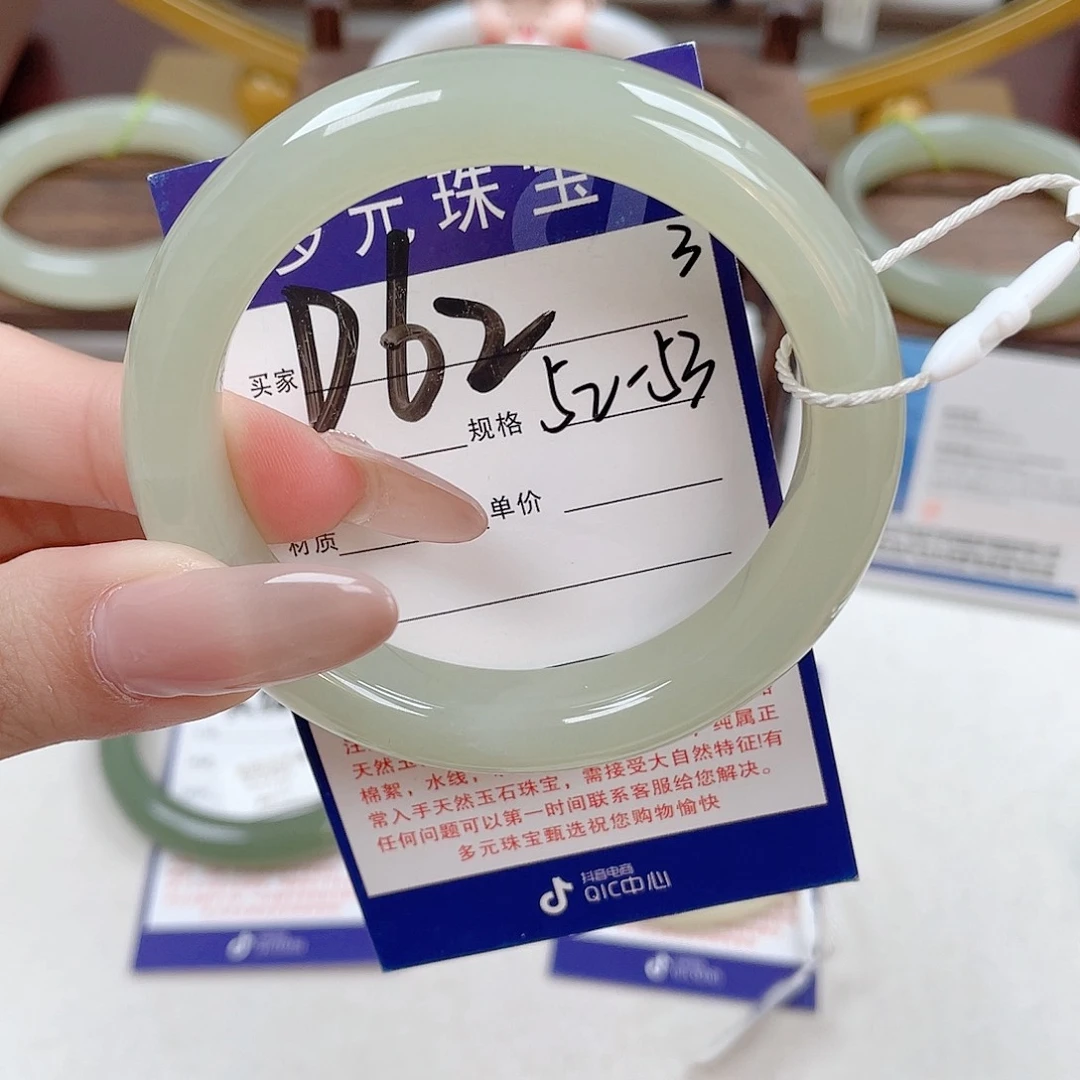 多元珠宝
3
买家 D62
规格 52-53
单价
材质
纯属正
天然玉
棉絮，水线，
需接受大自然特征!有
常入手天然玉石珠宝，
任何问题可以第一时间联系客服给您解决。
多元珠宝甄选祝您购物愉快
抖音电商
QIC中心